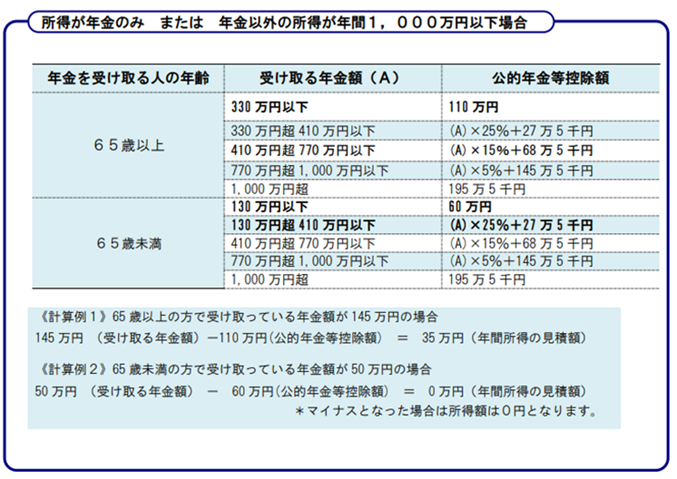 所得が年金のみ　または　年金以外の所得が年間１，０００万円以下場合
年金を受け取る人の年齢　受け取る年金額（Ａ）　公的年金等控除額
６５歳以上
330 万円以下　110 万円
330 万円超 410 万円以下　(A)×25％＋27 万 5 千円
410 万円超 770 万円以下　(A)×15％＋68 万 5 千円
770 万円超 1,000 万円以下　(A)×5％＋145 万 5 千円
1,000 万円超　195 万 5 千円
６５歳未満
130 万円以下　60 万円
130 万円超 410 万円以下　(A)×25％＋27 万 5 千円
410 万円超 770 万円以下　(A)×15％＋68 万 5 千円
770 万円超 1,000 万円以下　(A)×5％＋145 万 5 千円
1,000 万円超　195 万 5 千円
《計算例１》65 歳以上の方で受け取っている年金額が 145 万円の場合
145 万円　（受け取る年金額）－110 万円(公的年金等控除額)　＝　35 万円（年間所得の見積額）
《計算例２》65 歳未満の方で受け取っている年金額が 50 万円の場合
50 万円　（受け取る年金額）　－　60 万円(公的年金等控除額)　＝　0 万円（年間所得の見積額）
＊マイナスとなった場合は所得額は０円となります。